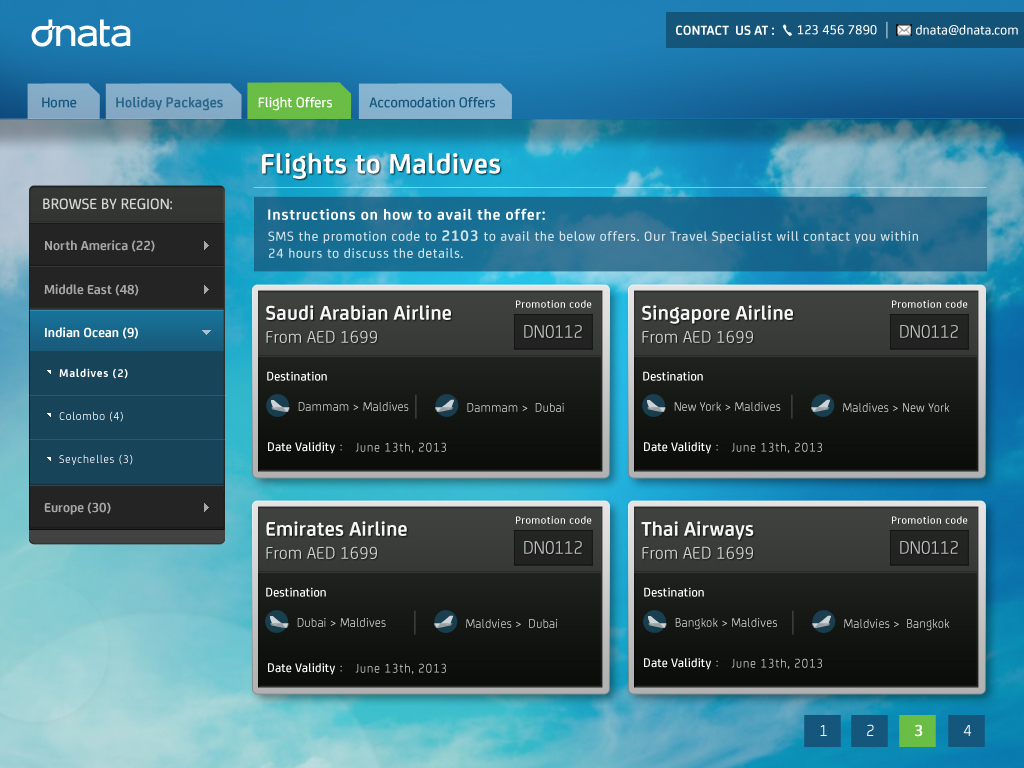 dnata
CONTACT US AT : 123 456 7890 | dnata@dnata.com
Home
Holiday Packages
Flight Offers
Accomodation Offers
Flights to Maldives
BROWSE BY REGION:
North America (22)
Middle East (48)
Indian Ocean (9)
Maldives (2)
Colombo (4)
Seychelles (3)
Europe (30)
Instructions on how to avail the offer:
SMS the promotion code to 2103 to avail the below offers. Our Travel Specialist will contact you within
24 hours to discuss the details.
Saudi Arabian Airline
From AED 1699
Promotion code
DN0112
Destination
Dammam > Maldives
Dammam > Dubai
Date Validity : June 13th, 2013
Singapore Airline
From AED 1699
Promotion code
DN0112
Destination
New York > Maldives
Maldives > New York
Date Validity : June 13th, 2013
Emirates Airline
From AED 1699
Promotion code
DN0112
Destination
Dubai > Maldives
Maldvies > Dubai
Date Validity : June 13th, 2013
Thai Airways
From AED 1699
Promotion code
DN0112
Destination
Bangkok > Maldives
Maldvies > Bangkok
Date Validity : June 13th, 2013
1 2 3 4